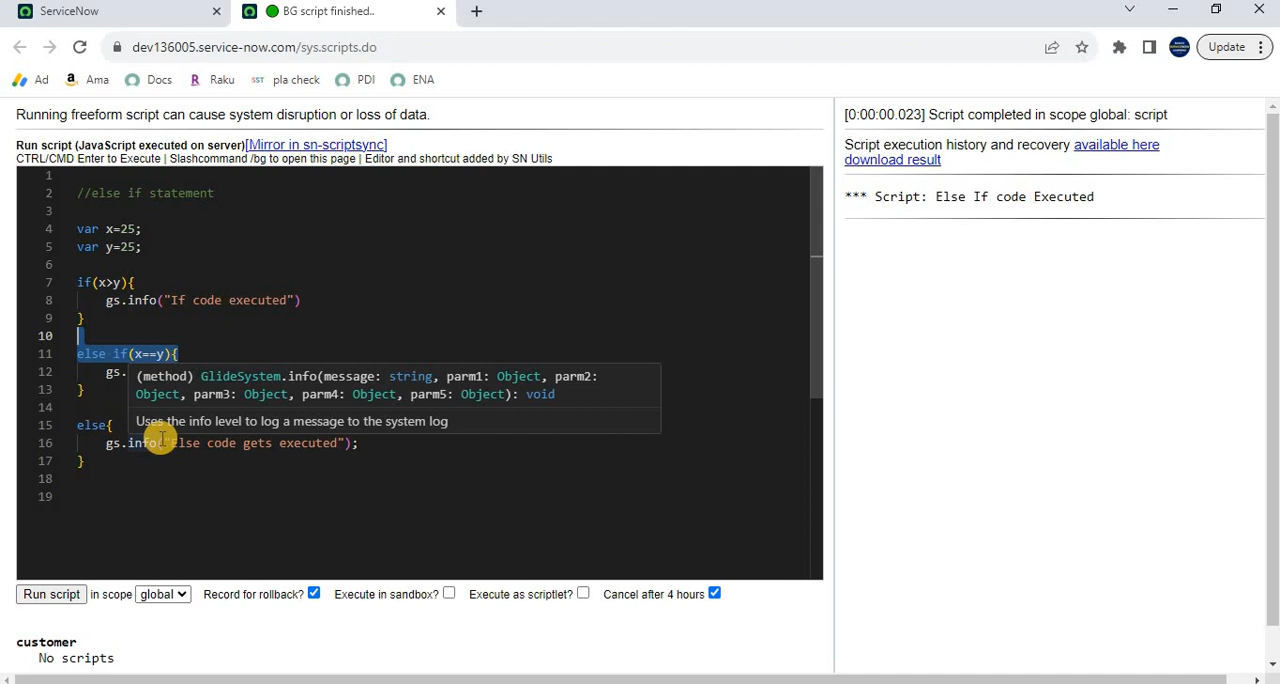 ServiceNow
BG script finished..
dev136005.service-now.com/sys.scripts.do
Update
Ad
Ama
Docs
R Raku
SST pla check
PDI
ENA
Running freeform script can cause system disruption or loss of data.
Run script (JavaScript executed on server)[Mirror in sn-scriptsync]
CTRL/CMD Enter to Execute | Slashcommand /bg to open this page | Editor and shortcut added by SN Utils
1
2 //else if statement
3
4 var x=25;
5 var y=25;
6
7 if(x>y){
8 gs.info("If code executed")
9 }
10
11 else if(x==y){
12 gs.
(method) GlideSystem.info(message: string, parm1: Object, parm2:
Object, parm3: Object, parm4: Object, parm5: Object): void
Uses the info level to log a message to the system log
13 }
14
15 else{
16 gs.info("Else code gets executed");
17 }
18
19
Run script in scope global Record for rollback? Execute in sandbox? Execute as scriptlet? Cancel after 4 hours
customer
No scripts
[0:00:00.023] Script completed in scope global: script
Script execution history and recovery available here
download result
*** Script: Else If code Executed